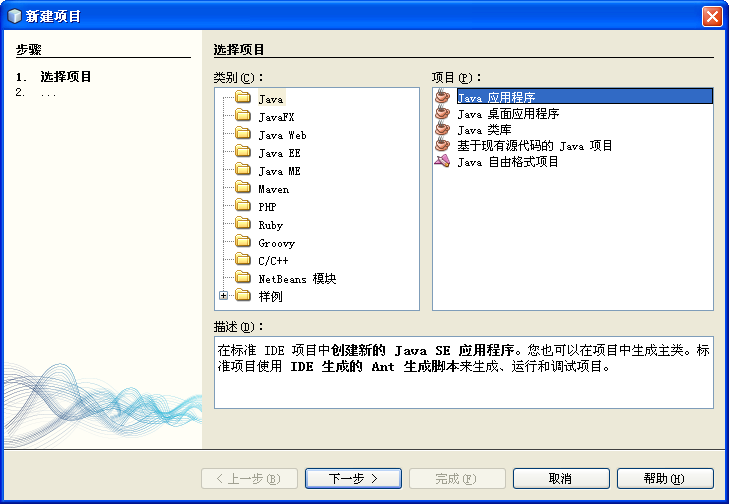 新建项目
步骤
1. 选择项目
2. ...
选择项目
类别(C)：
Java
JavaFX
Java Web
Java EE
Java ME
Maven
PHP
Ruby
Groovy
C/C++
NetBeans 模块
样例
项目(P)：
Java 应用程序
Java 桌面应用程序
Java 类库
基于现有源代码的 Java 项目
Java 自由格式项目
描述(D)：
在标准 IDE 项目中创建新的 Java SE 应用程序。您也可以在项目中生成主类。标
准项目使用 IDE 生成的 Ant 生成脚本来生成、运行和调试项目。
< 上一步(B)
下一步 >
完成(F)
取消
帮助(H)